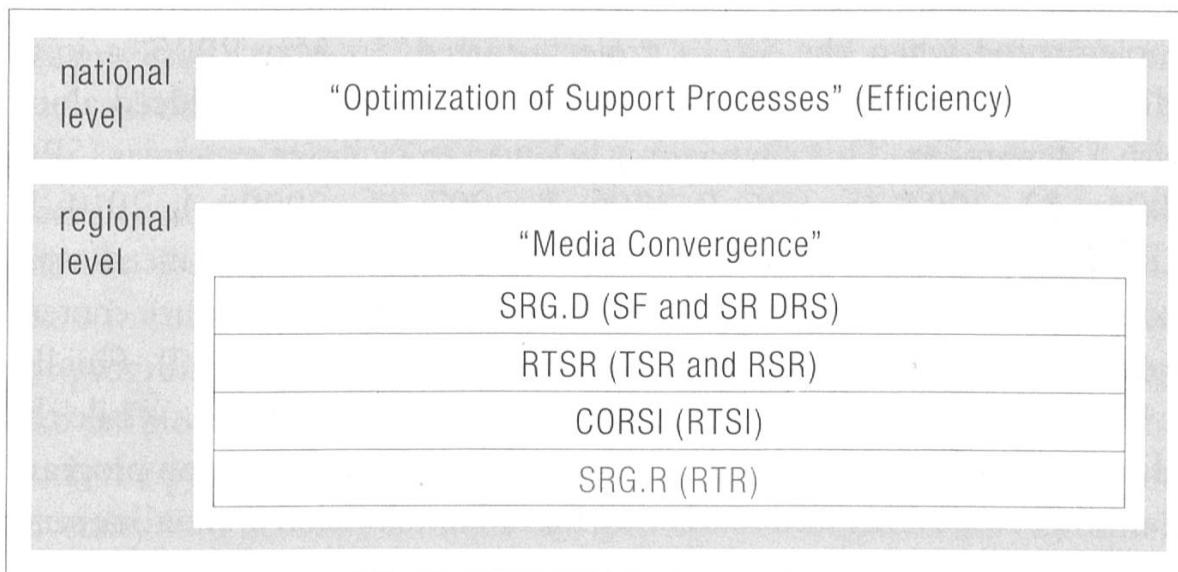 national
level
“Optimization of Support Processes” (Efficiency)
regional
level
“Media Convergence”
SRG.D (SF and SR DRS)
RTSR (TSR and RSR)
CORSI (RTSI)
SRG.R (RTR)